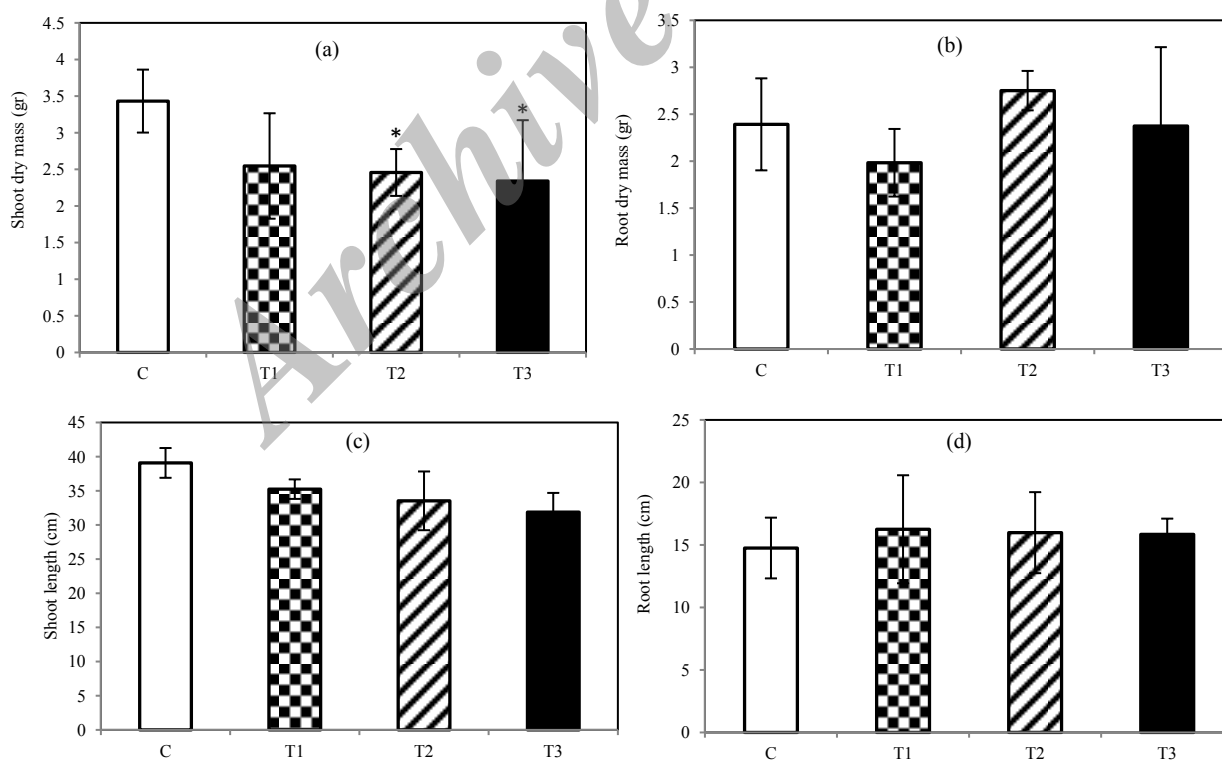 (a)
Shoot dry mass (gr)
4.5
4
3.5
3
2.5
2
1.5
1
0.5
0
*
*
C T1 T2 T3
(b)
Root dry mass (gr)
3.5
3
2.5
2
1.5
1
0.5
0
C T1 T2 T3
(c)
Shoot length (cm)
45
40
35
30
25
20
15
10
5
0
C T1 T2 T3
(d)
Root length (cm)
25
20
15
10
5
0
C T1 T2 T3
Archive